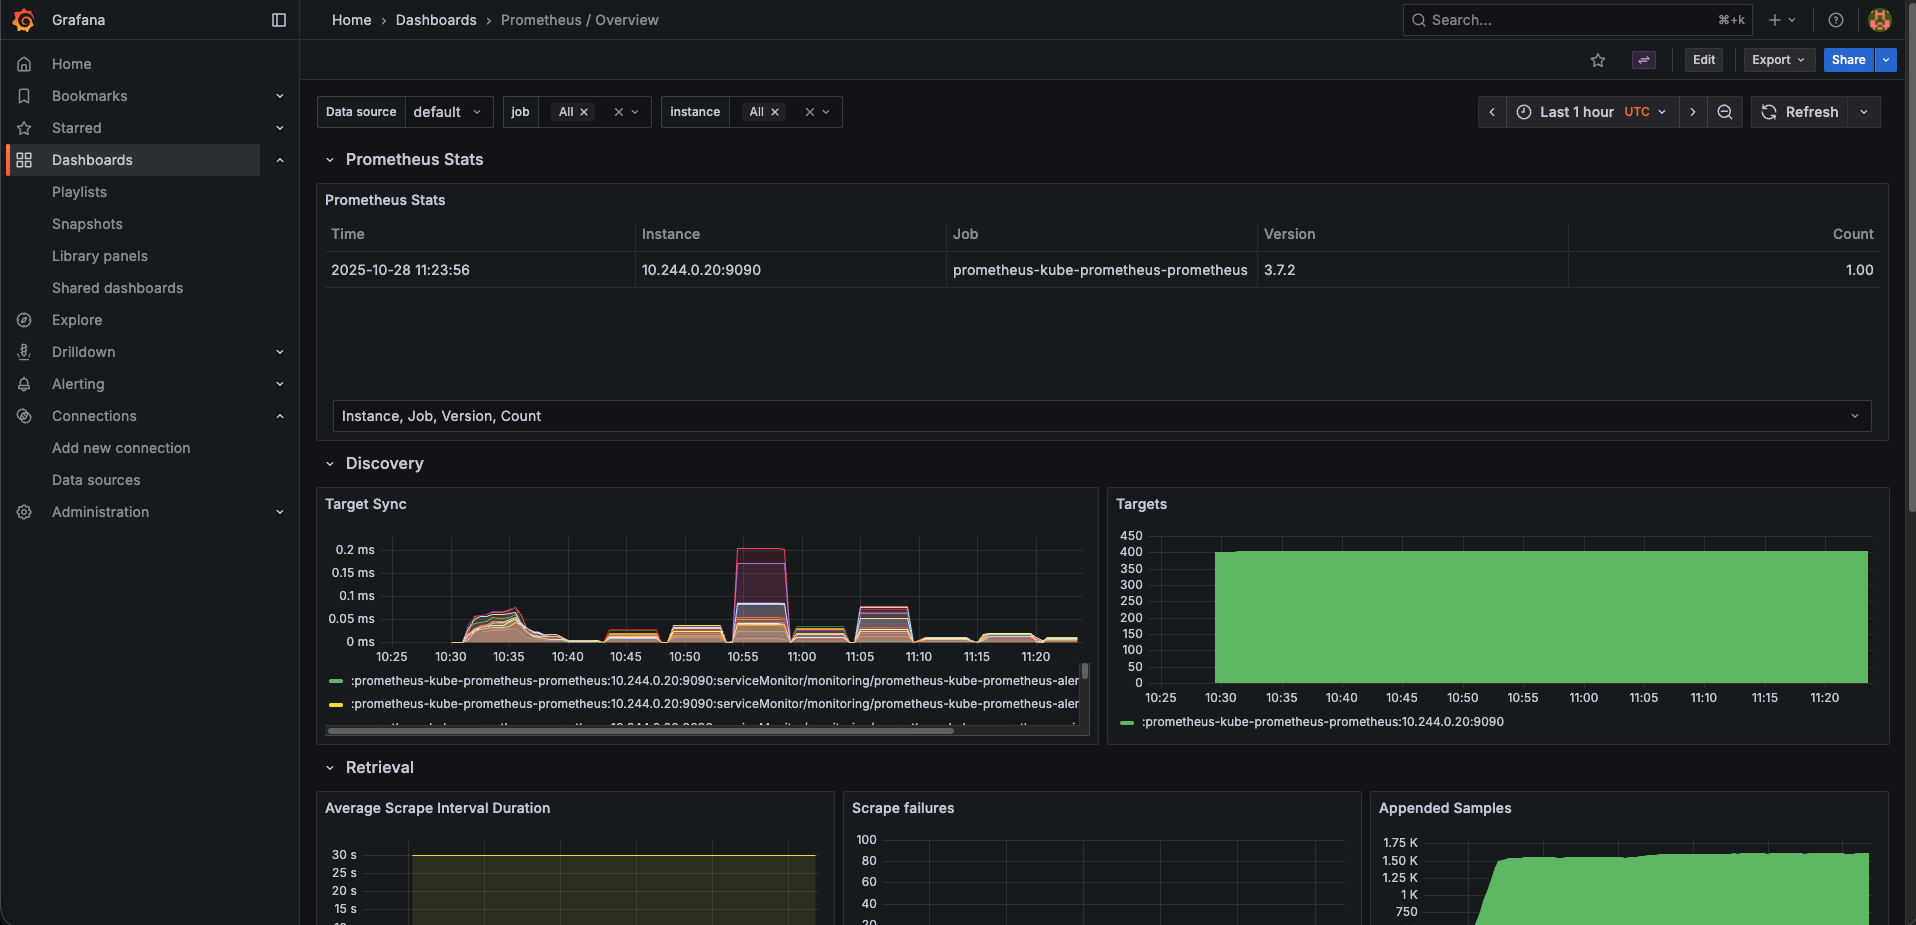 Grafana
Home › Dashboards › Prometheus / Overview
Search... ⌘+k
Edit Export Share
Home
Bookmarks
Starred
Dashboards
Playlists
Snapshots
Library panels
Shared dashboards
Explore
Drilldown
Alerting
Connections
Add new connection
Data sources
Administration
Data source default job All instance All
Last 1 hour UTC Refresh
Prometheus Stats
Prometheus Stats
Time Instance Job Version Count
2025-10-28 11:23:56 10.244.0.20:9090 prometheus-kube-prometheus-prometheus 3.7.2 1.00
Instance, Job, Version, Count
Discovery
Target Sync
0.2 ms
0.15 ms
0.1 ms
0.05 ms
0 ms
10:25 10:30 10:35 10:40 10:45 10:50 10:55 11:00 11:05 11:10 11:15 11:20
:prometheus-kube-prometheus-prometheus:10.244.0.20:9090:serviceMonitor/monitoring/prometheus-kube-prometheus-aler
:prometheus-kube-prometheus-prometheus:10.244.0.20:9090:serviceMonitor/monitoring/prometheus-kube-prometheus-aler
Targets
450
400
350
300
250
200
150
100
50
0
10:25 10:30 10:35 10:40 10:45 10:50 10:55 11:00 11:05 11:10 11:15 11:20
:prometheus-kube-prometheus-prometheus:10.244.0.20:9090
Retrieval
Average Scrape Interval Duration
30 s
25 s
20 s
15 s
Scrape failures
100
80
60
40
20
Appended Samples
1.75 K
1.50 K
1.25 K
1 K
750